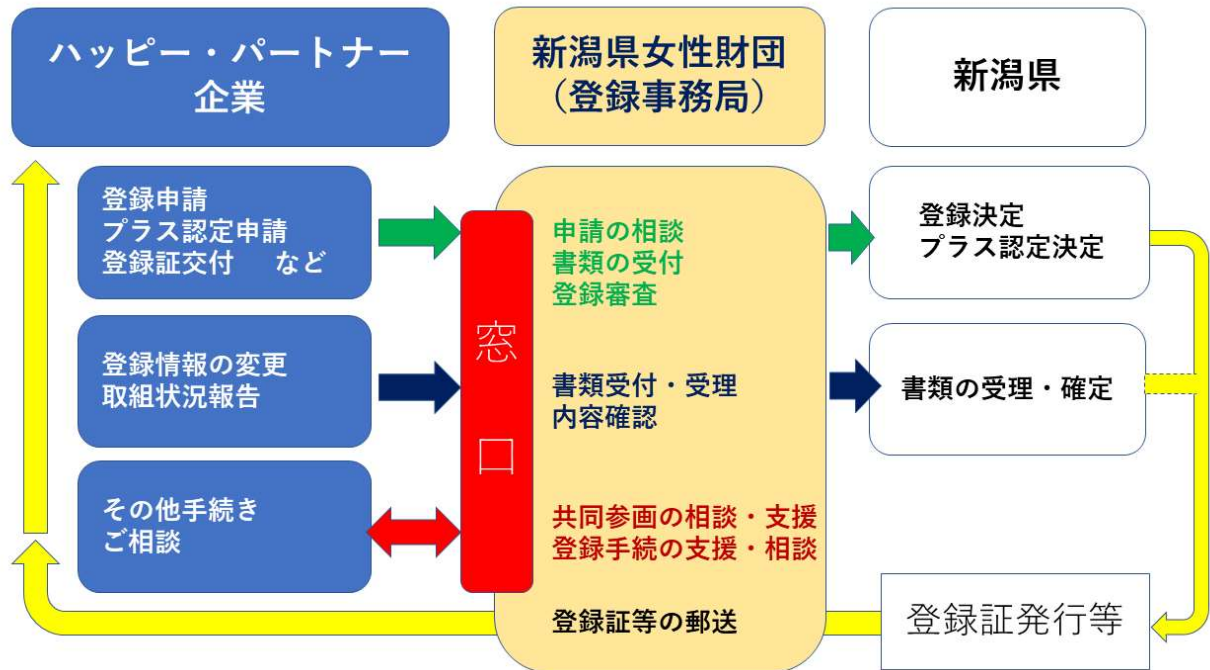 ハッピー・パートナー
企業
新潟県女性財団
（登録事務局）
新潟県
登録申請
プラス認定申請
登録証交付　など
窓
口
申請の相談
書類の受付
登録審査
登録決定
プラス認定決定
登録情報の変更
取組状況報告
書類受付・受理
内容確認
書類の受理・確定
その他手続き
ご相談
共同参画の相談・支援
登録手続の支援・相談
登録証等の郵送
登録証発行等